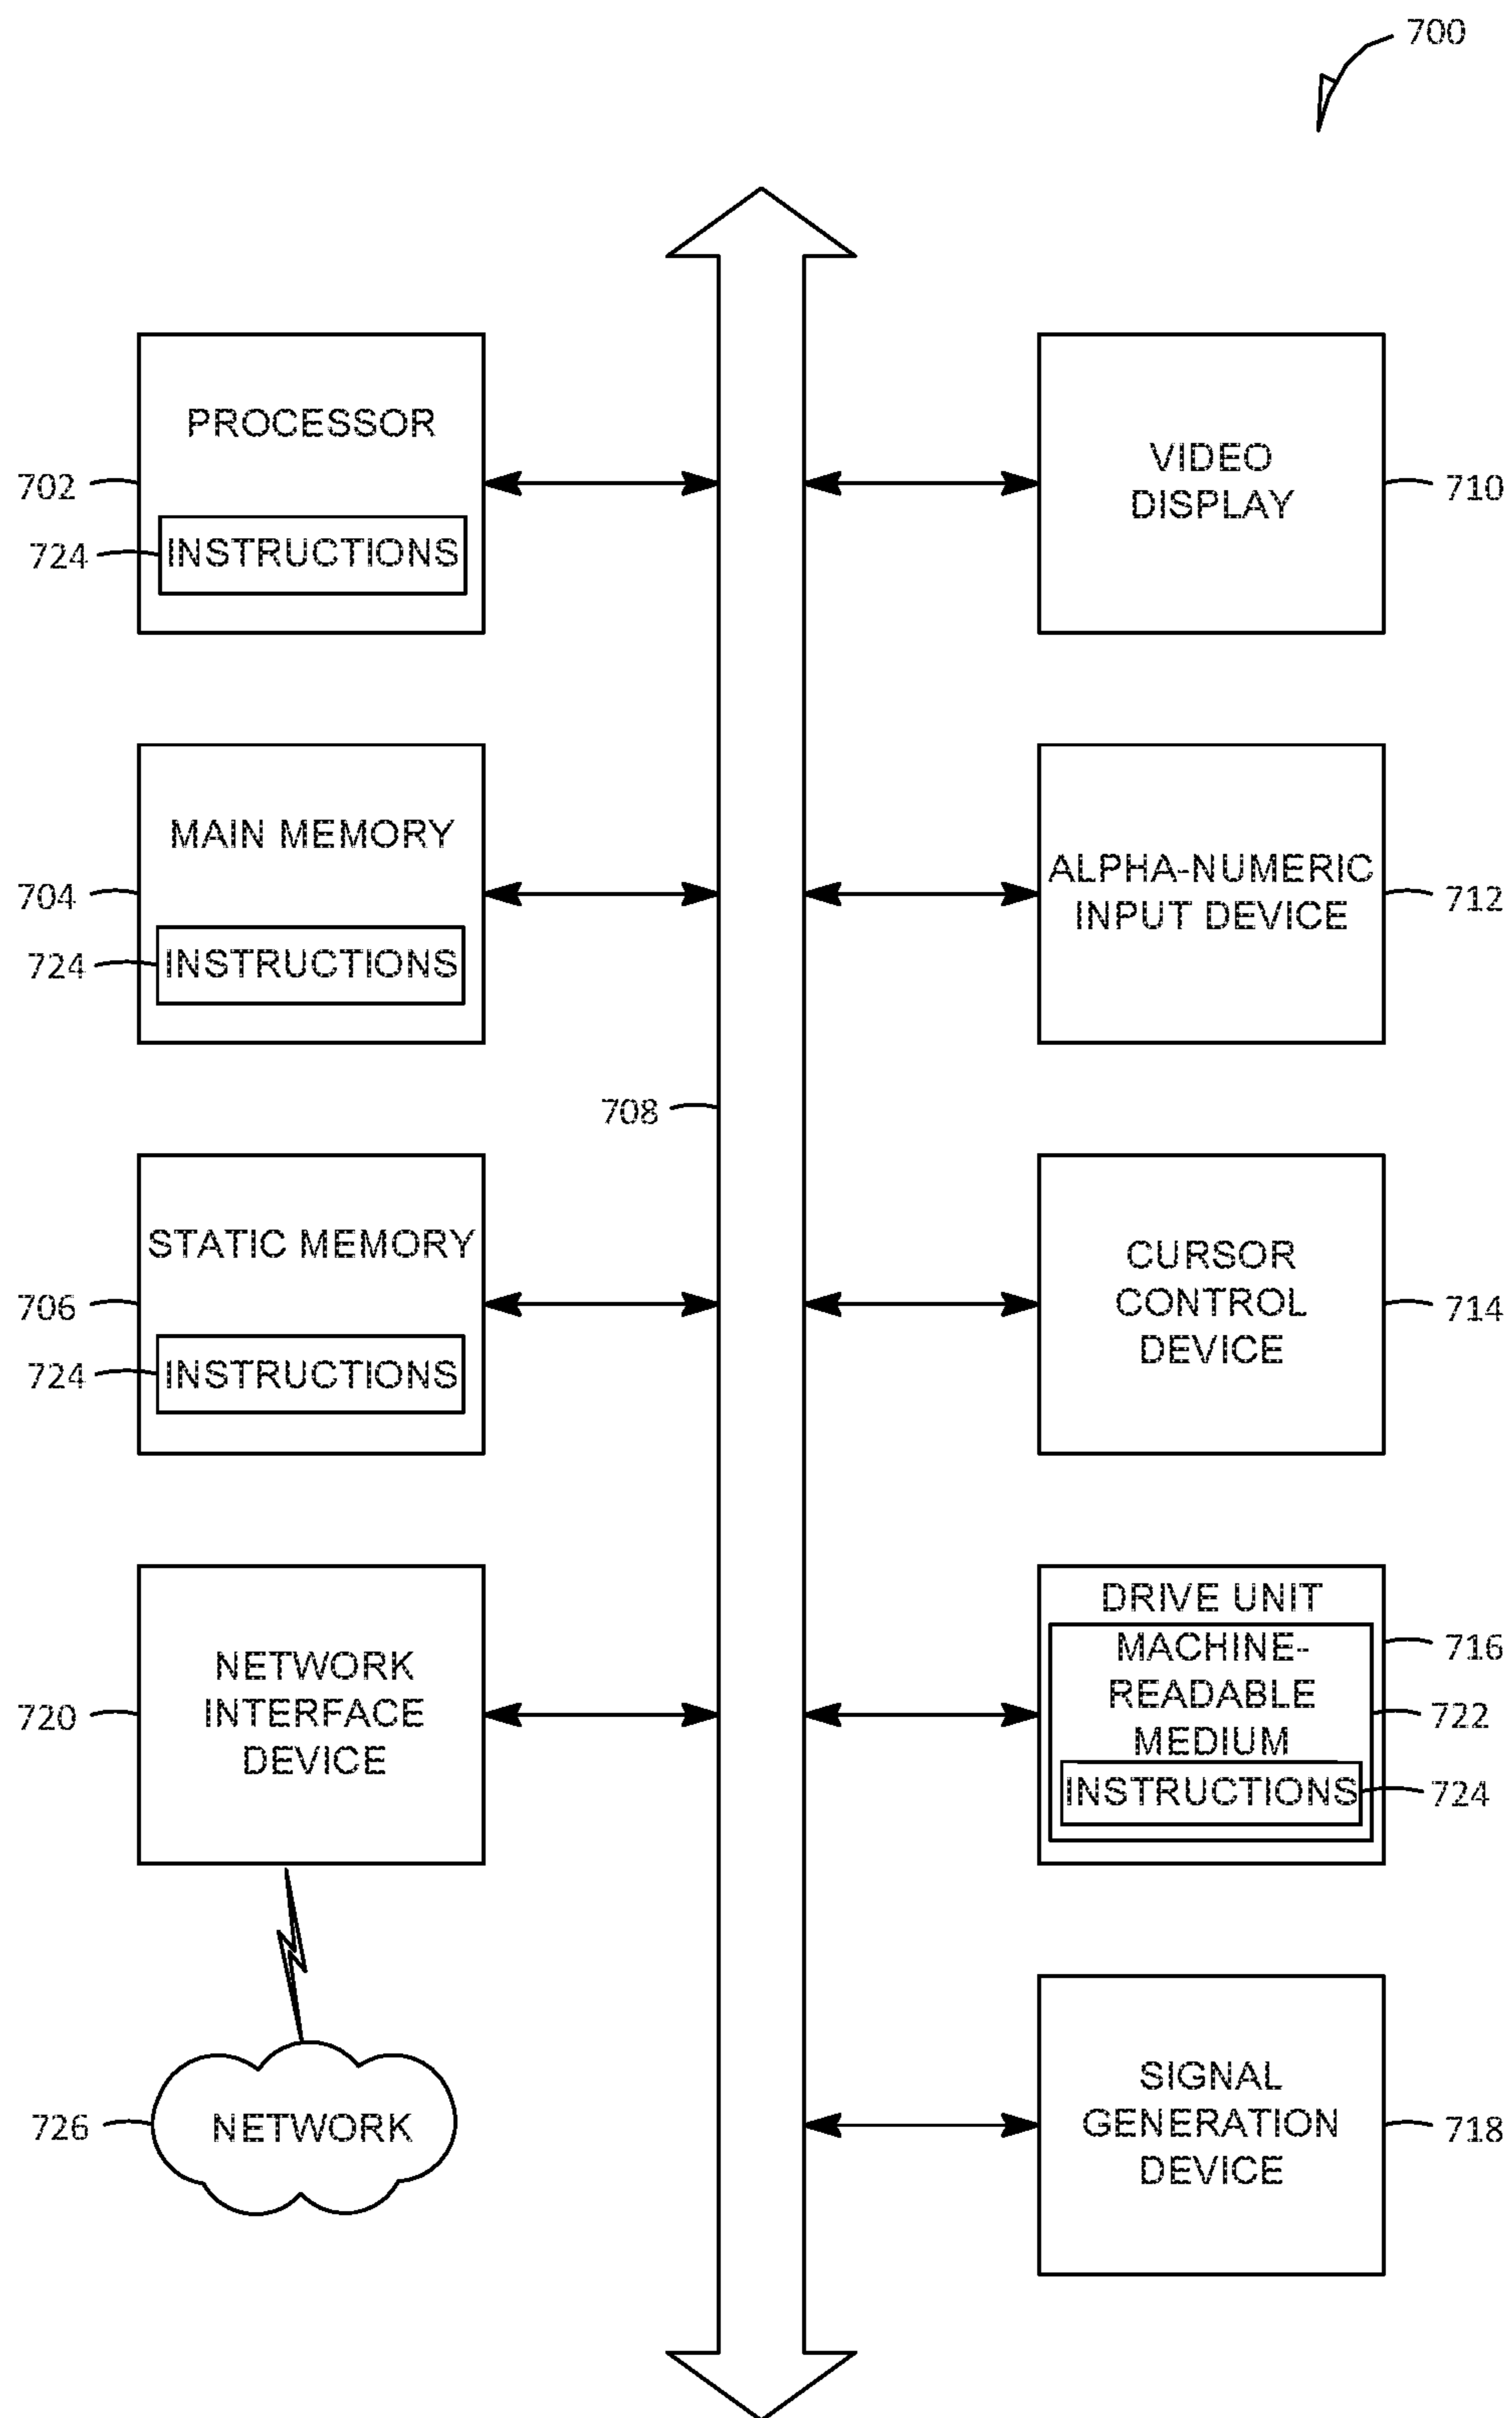 700
PROCESSOR
702
724
INSTRUCTIONS
VIDEO
DISPLAY
710
MAIN MEMORY
704
724
INSTRUCTIONS
ALPHA-NUMERIC
INPUT DEVICE
712
708
STATIC MEMORY
706
724
INSTRUCTIONS
CURSOR
CONTROL
DEVICE
714
NETWORK
INTERFACE
DEVICE
720
DRIVE UNIT
716
MACHINE-
READABLE
MEDIUM
722
INSTRUCTIONS
724
726
NETWORK
SIGNAL
GENERATION
DEVICE
718